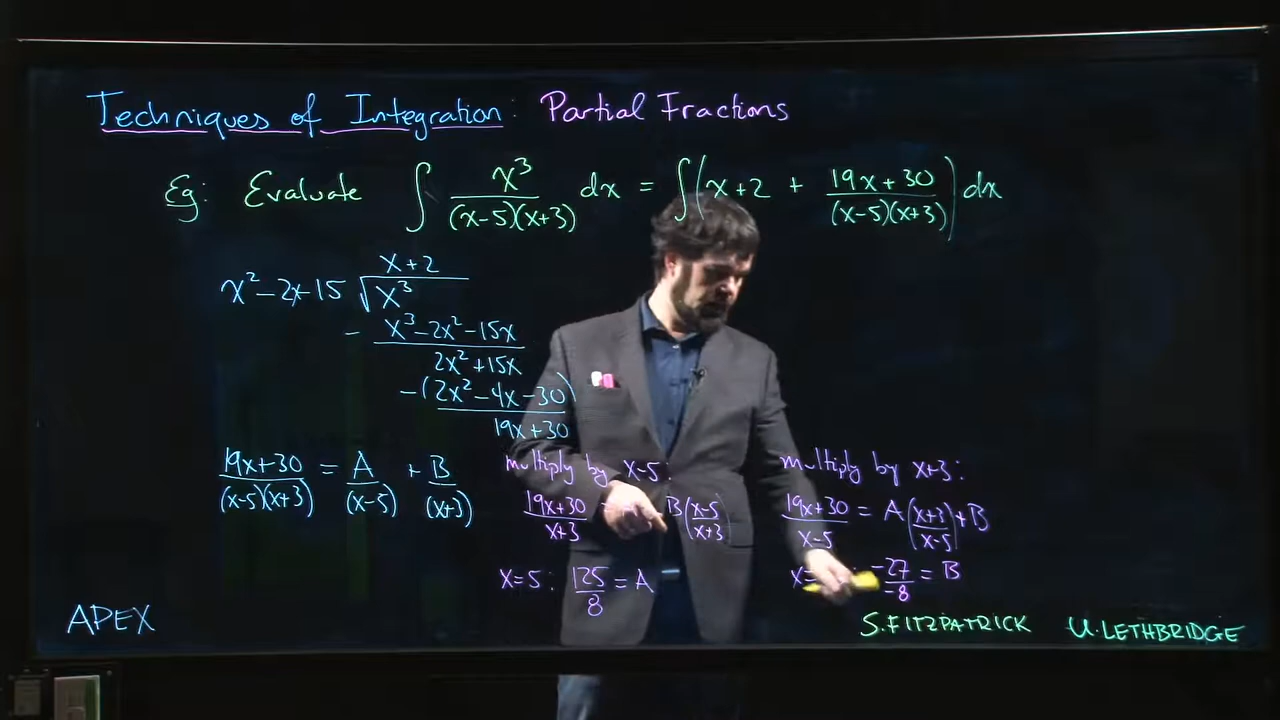 Techniques of Integration: Partial Fractions
Eg: Evaluate ∫ x³/((x-5)(x+3)) dx = ∫(x+2 + (19x+30)/((x-5)(x+3))) dx
x+2
x²-2x-15 √x³
- x³-2x²-15x
2x²+15x
-(2x²-4x-30)
19x+30
(19x+30)/((x-5)(x+3)) = A/(x-5) + B/(x+3)
multiply by x-5:
(19x+30)/(x+3) B((x-5)/(x+3))
x=5: 125/8 = A
multiply by x+3:
(19x+30)/(x-5) = A((x+3)/(x-5)) + B
x= -27/-8 = B
APEX
S.FITZPATRICK U.LETHBRIDGE